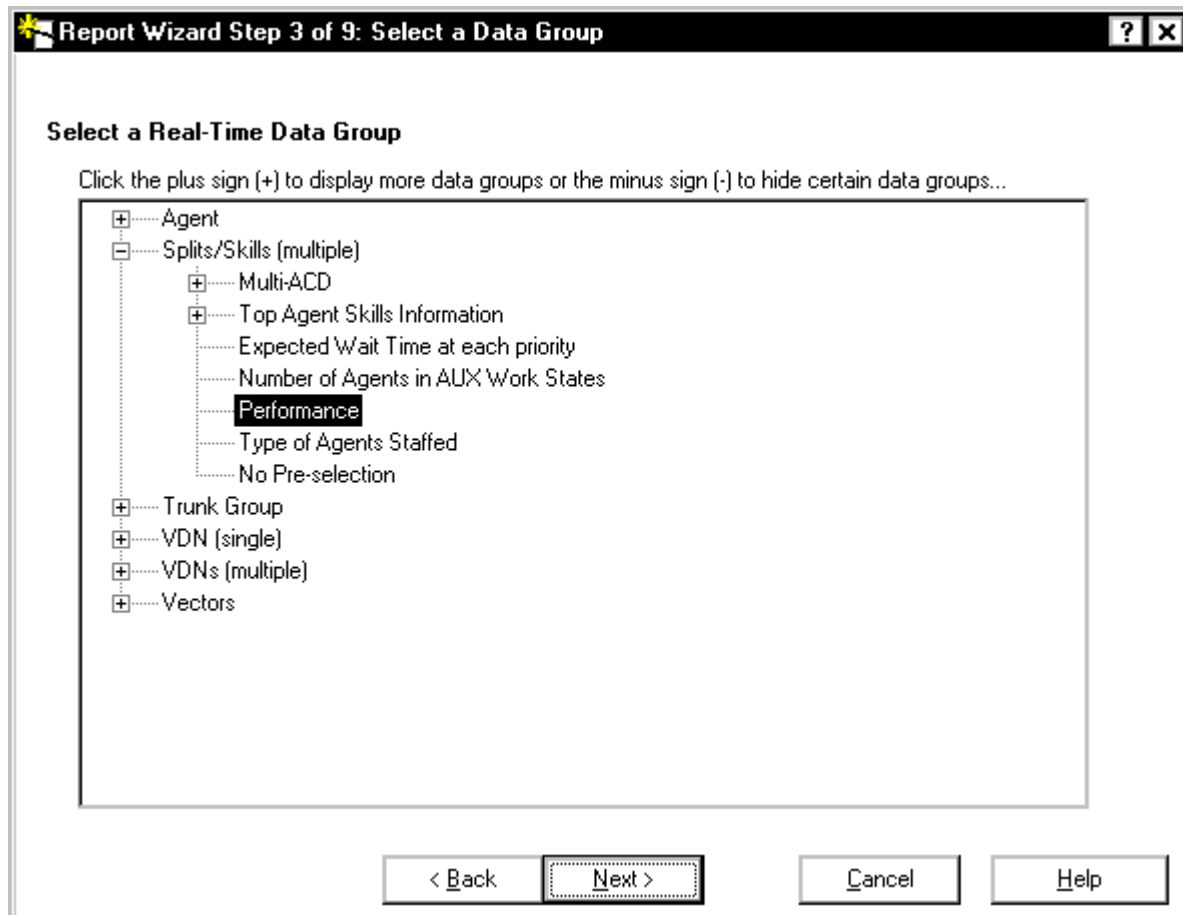 Report Wizard Step 3 of 9: Select a Data Group
Select a Real-Time Data Group
Click the plus sign (+) to display more data groups or the minus sign (-) to hide certain data groups...
Agent
Splits/Skills (multiple)
Multi-ACD
Top Agent Skills Information
Expected Wait Time at each priority
Number of Agents in AUX Work States
Performance
Type of Agents Staffed
No Pre-selection
Trunk Group
VDN (single)
VDNs (multiple)
Vectors
< Back Next > Cancel Help